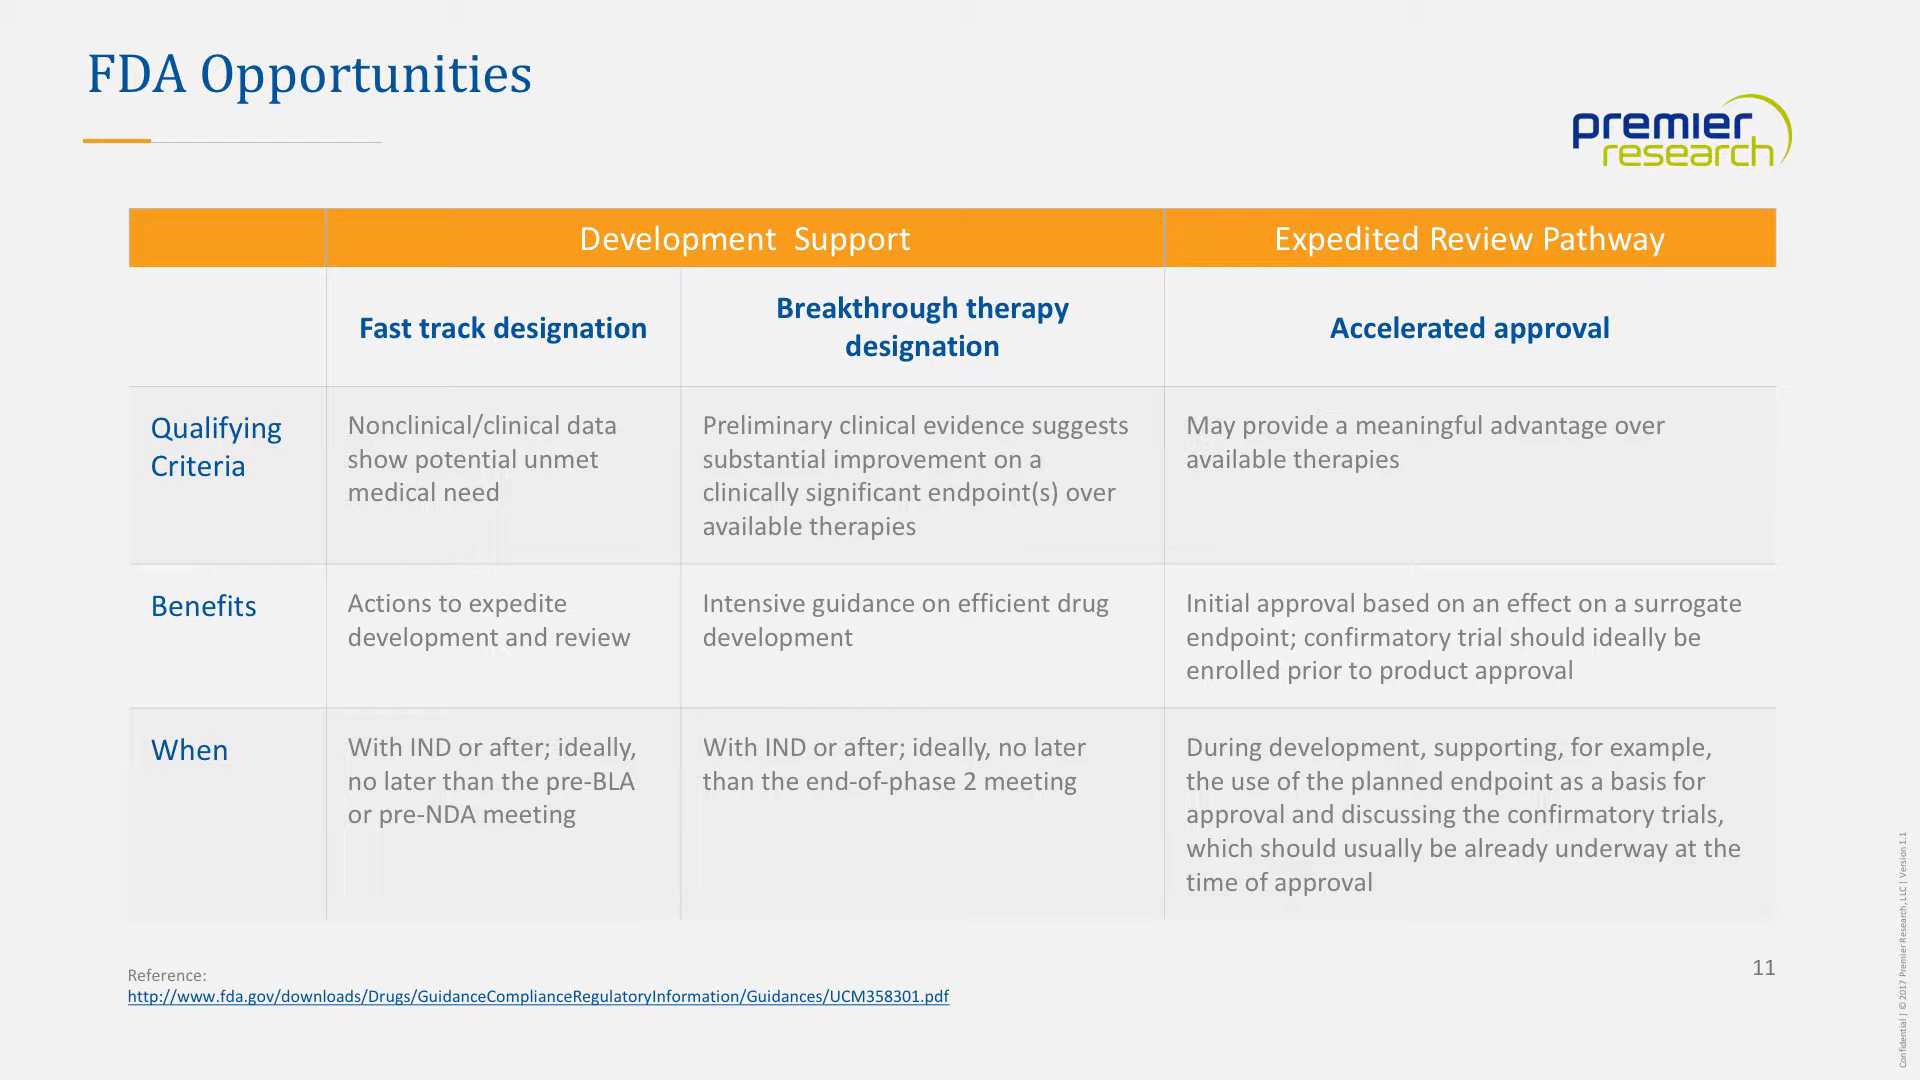 FDA Opportunities
premier
research
Development Support
Expedited Review Pathway
Fast track designation
Breakthrough therapy
designation
Accelerated approval
Qualifying
Criteria
Nonclinical/clinical data
show potential unmet
medical need
Preliminary clinical evidence suggests
substantial improvement on a
clinically significant endpoint(s) over
available therapies
May provide a meaningful advantage over
available therapies
Benefits
Actions to expedite
development and review
Intensive guidance on efficient drug
development
Initial approval based on an effect on a surrogate
endpoint; confirmatory trial should ideally be
enrolled prior to product approval
When
With IND or after; ideally,
no later than the pre-BLA
or pre-NDA meeting
With IND or after; ideally, no later
than the end-of-phase 2 meeting
During development, supporting, for example,
the use of the planned endpoint as a basis for
approval and discussing the confirmatory trials,
which should usually be already underway at the
time of approval
Reference:
http://www.fda.gov/downloads/Drugs/GuidanceComplianceRegulatoryInformation/Guidances/UCM358301.pdf
11
Confidential | © 2017 Premier Research, LLC | Version 1.1